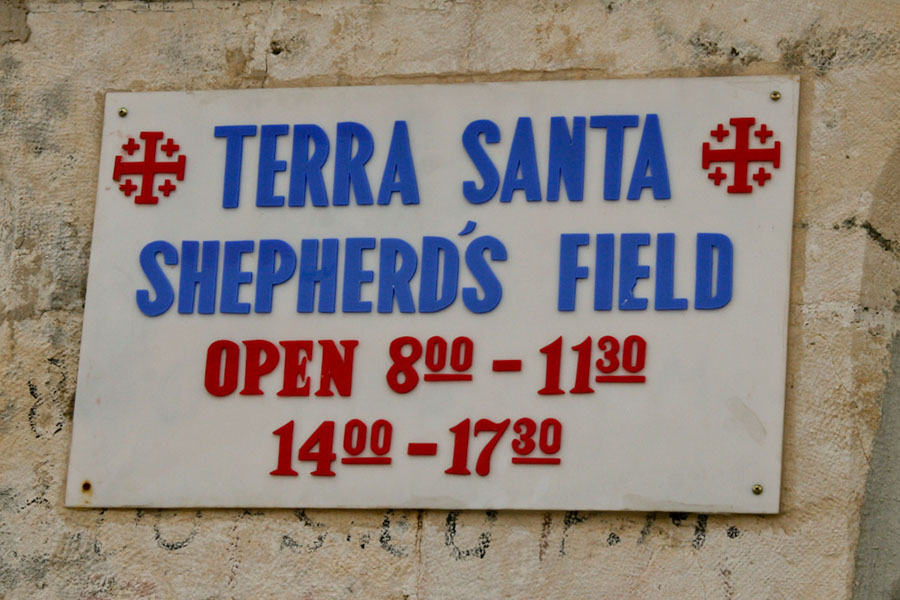 TERRA SANTA
SHEPHERD'S FIELD
OPEN 8⁰⁰ - 11³⁰
14⁰⁰ - 17³⁰